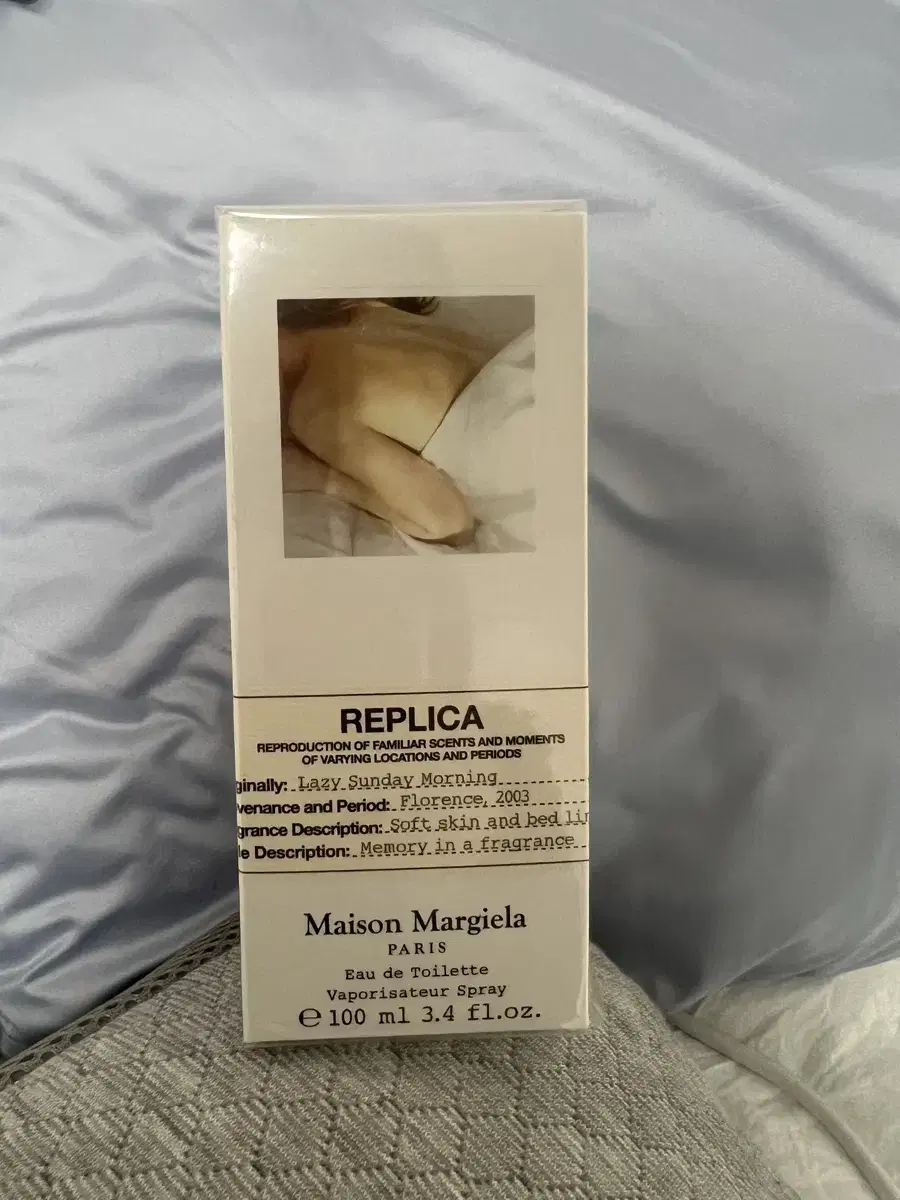 REPLICA
REPRODUCTION OF FAMILIAR SCENTS AND MOMENTS
OF VARYING LOCATIONS AND PERIODS
ginally: Lazy Sunday Morning
venance and Period: Florence, 2003
grance Description: Soft skin and bed lin
le Description: Memory in a fragrance
Maison Margiela
PARIS
Eau de Toilette
Vaporisateur Spray
℮ 100 ml 3.4 fl.oz.